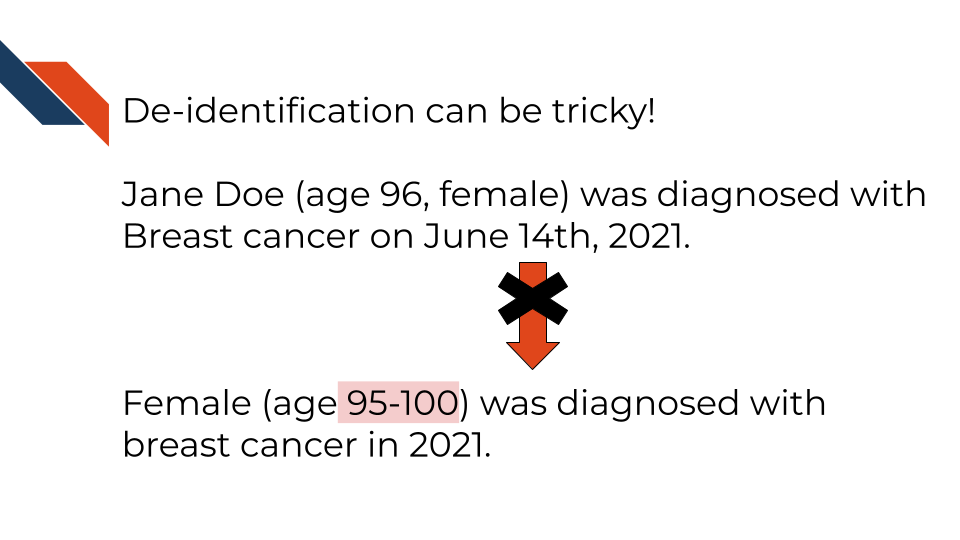 De-identification can be tricky!
Jane Doe (age 96, female) was diagnosed with
Breast cancer on June 14th, 2021.
Female (age 95-100) was diagnosed with
breast cancer in 2021.